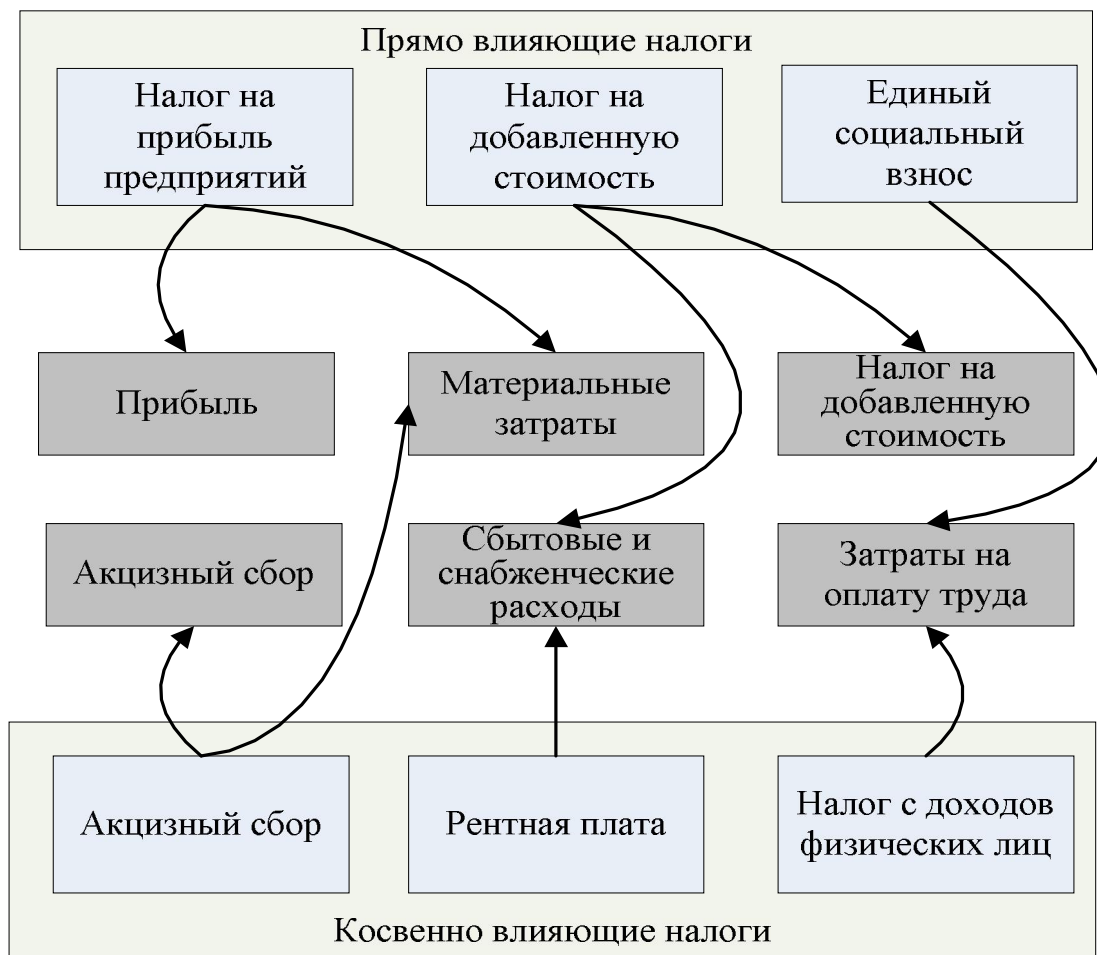 Прямо влияющие налоги
Налог на
прибыль
предприятий
Налог на
добавленную
стоимость
Единый
социальный
взнос
Прибыль
Материальные
затраты
Налог на
добавленную
стоимость
Акцизный сбор
Сбытовые и
снабженческие
расходы
Затраты на
оплату труда
Акцизный сбор
Рентная плата
Налог с доходов
физических лиц
Косвенно влияющие налоги